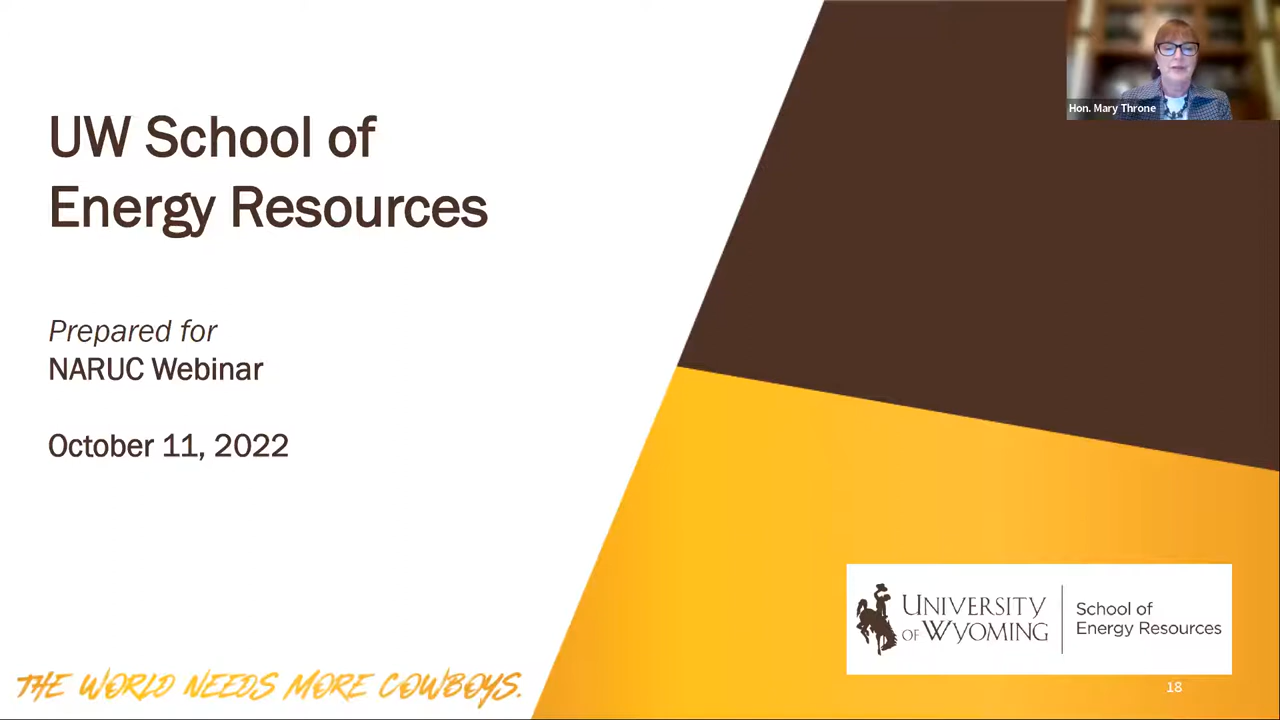 UW School of
Energy Resources
Prepared for
NARUC Webinar
October 11, 2022
Hon. Mary Throne
UNIVERSITY
OF WYOMING
School of
Energy Resources
18
THE WORLD NEEDS MORE COWBOYS.